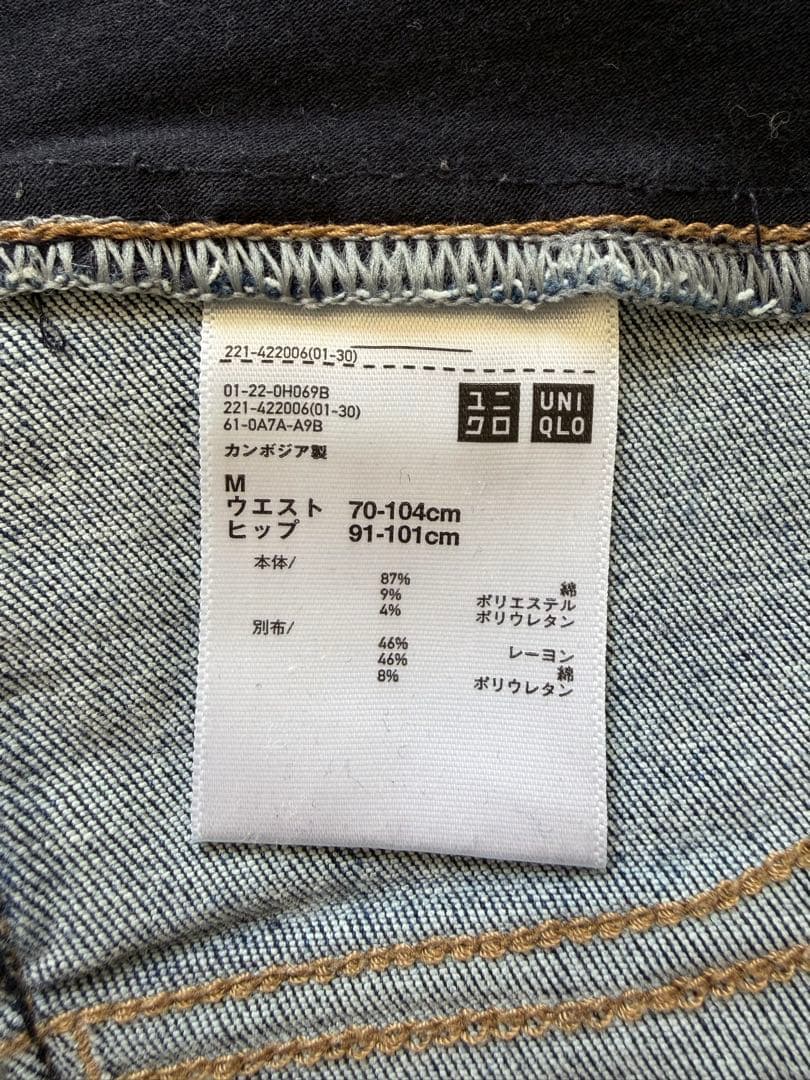 221-422006(01-30)
01-22-0H069B
221-422006(01-30)
61-0A7A-A9B
ユニ
クロ
UNI
QLO
カンボジア製
M
ウエスト 70-104cm
ヒップ 91-101cm
本体/
87% 綿
9% ポリエステル
4% ポリウレタン
別布/
46% レーヨン
46% 綿
8% ポリウレタン